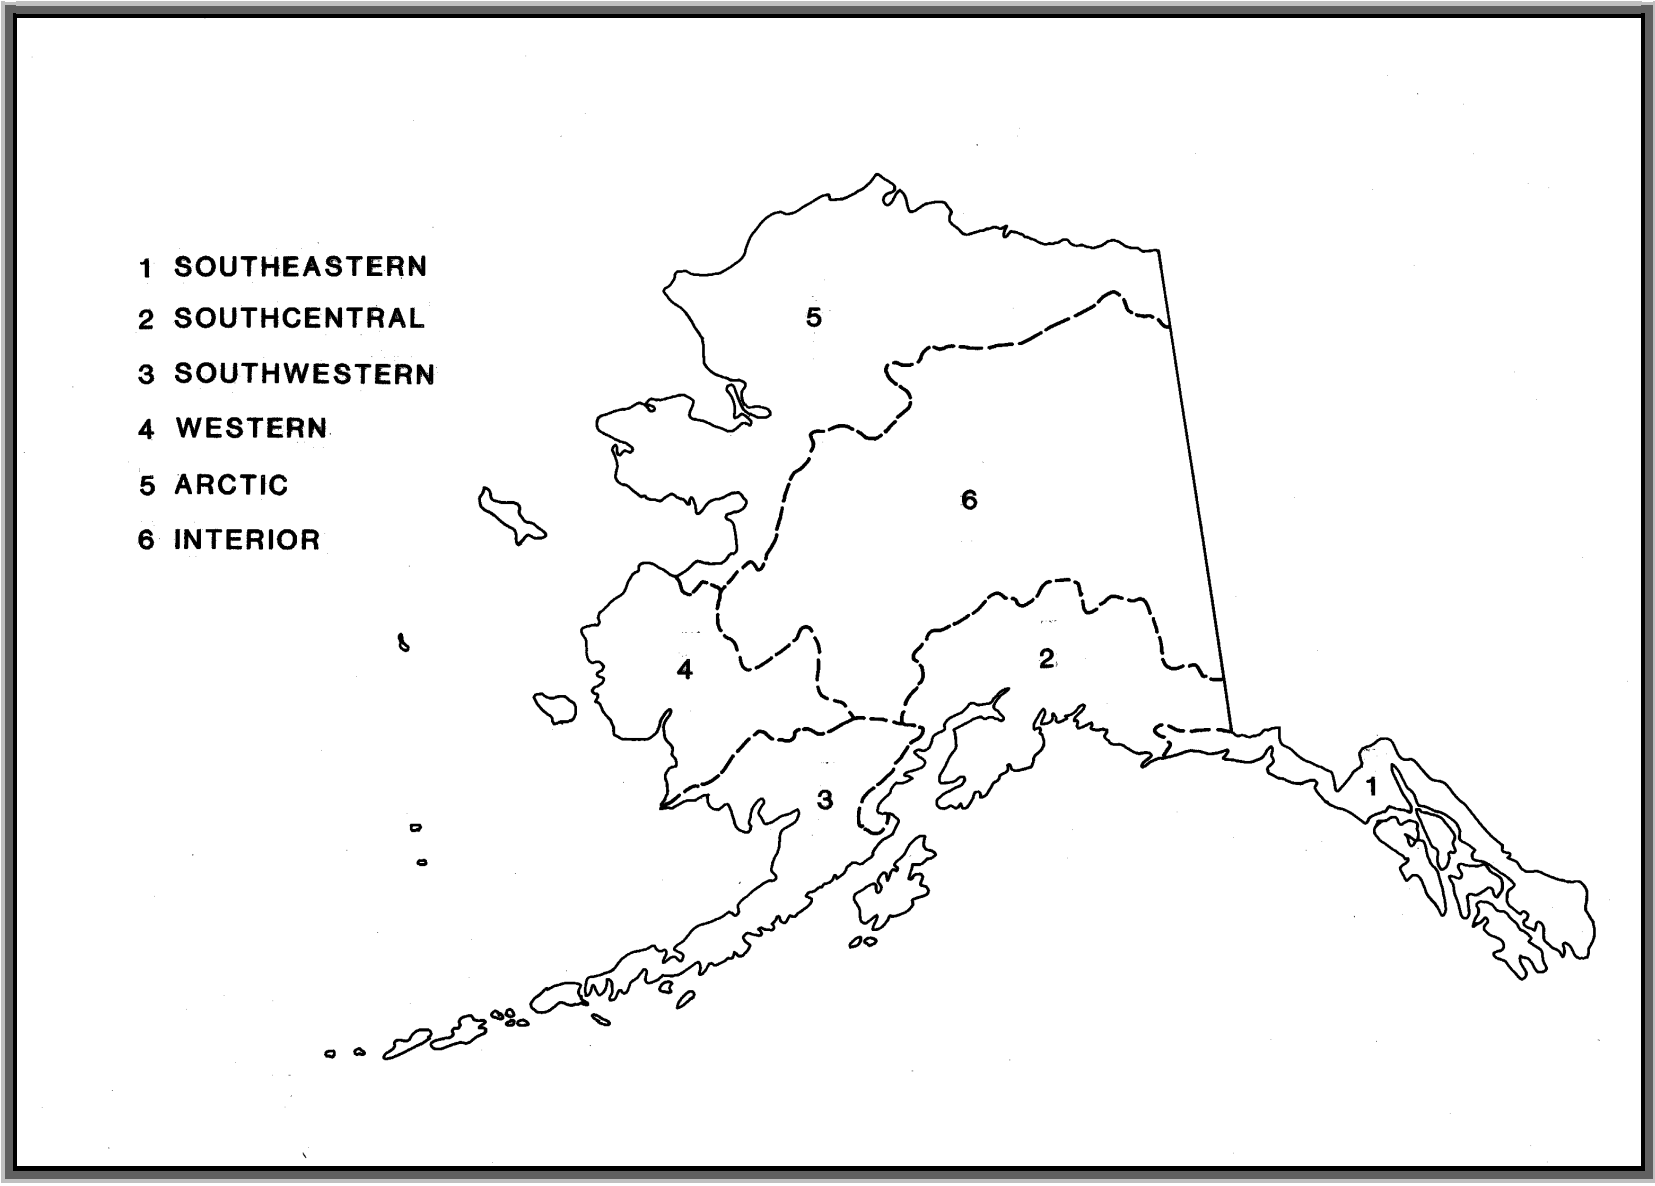 1 SOUTHEASTERN
2 SOUTHCENTRAL
3 SOUTHWESTERN
4 WESTERN
5 ARCTIC
6 INTERIOR
5
6
2
4
1
3